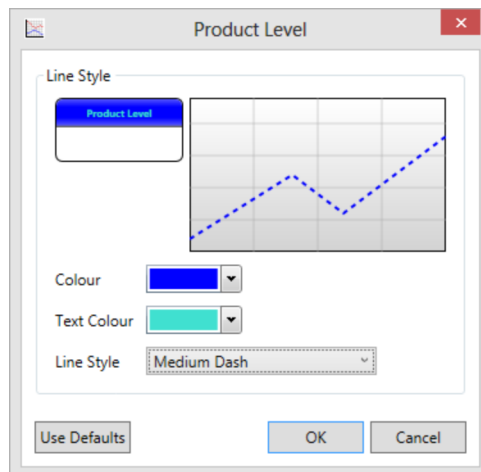 Product Level
Line Style
Product Level
Colour
Text Colour
Line Style Medium Dash
Use Defaults OK Cancel